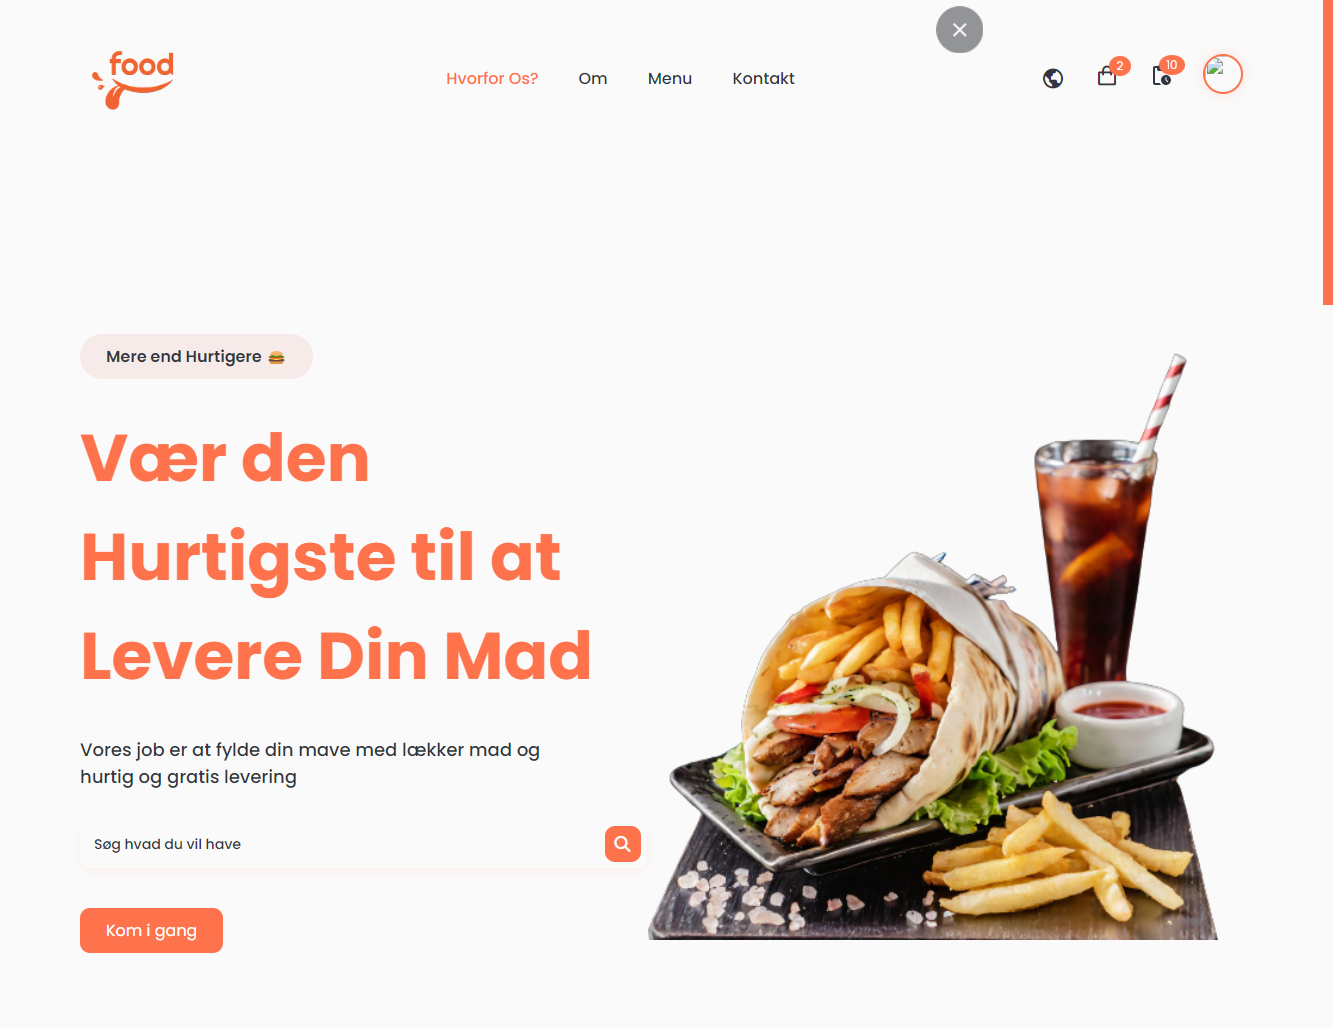 food
Hvorfor Os?
Om
Menu
Kontakt
2
10
Mere end Hurtigere 🍔
Vær den
Hurtigste til at
Levere Din Mad
Vores job er at fylde din mave med lækker mad og
hurtig og gratis levering
Søg hvad du vil have
Kom i gang